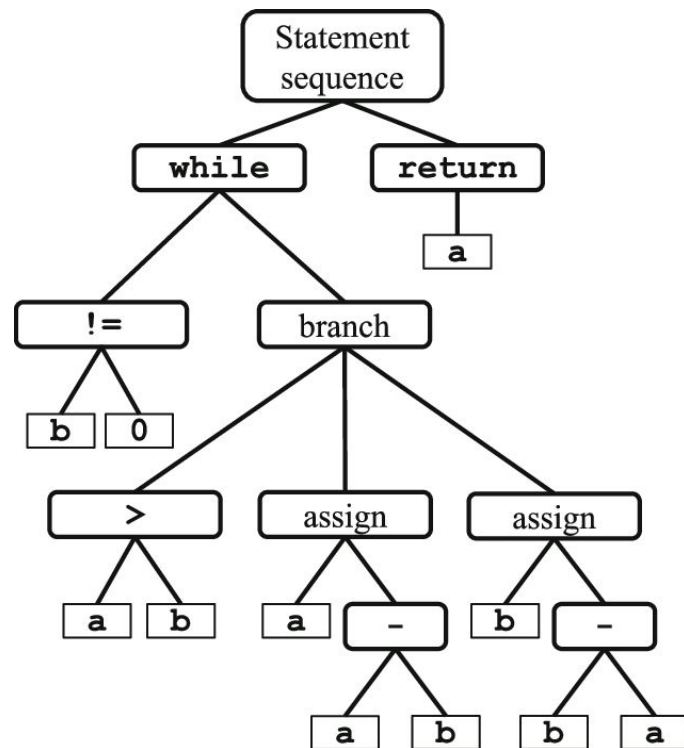 Statement
sequence
while return
a
!= branch
b 0
> assign assign
a b a - b -
a b b a